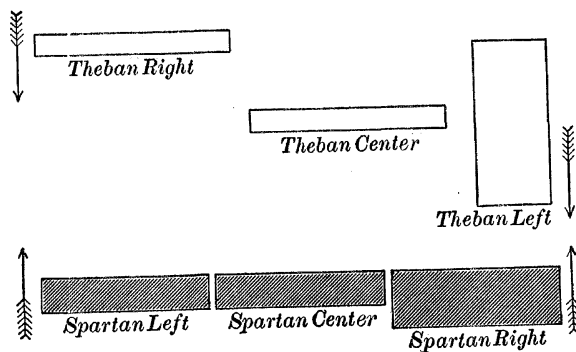 Theban Right
Theban Center
Theban Left
Spartan Left
Spartan Center
Spartan Right